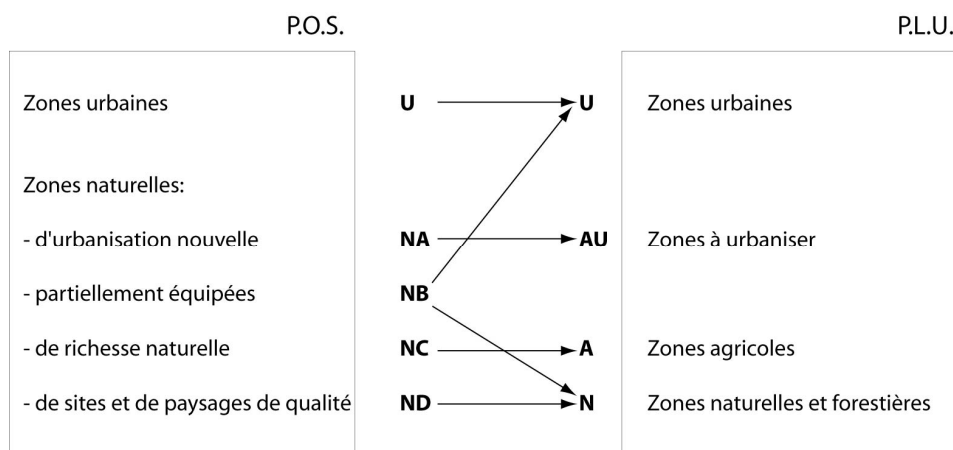 P.O.S. P.L.U.
Zones urbaines U U Zones urbaines
Zones naturelles:
- d'urbanisation nouvelle NA AU Zones à urbaniser
- partiellement équipées NB
- de richesse naturelle NC A Zones agricoles
- de sites et de paysages de qualité ND N Zones naturelles et forestières